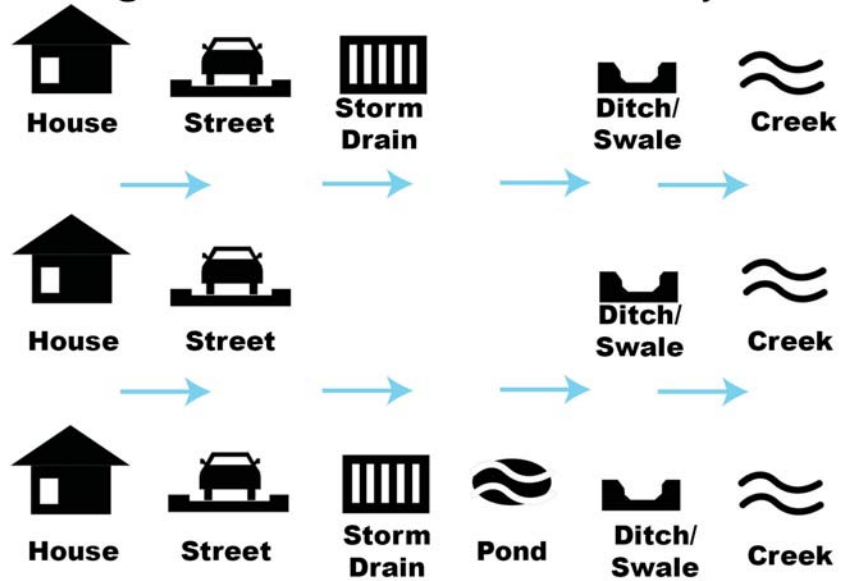 House Street Storm Drain Ditch/ Swale Creek
House Street Ditch/ Swale Creek
House Street Storm Drain Pond Ditch/ Swale Creek